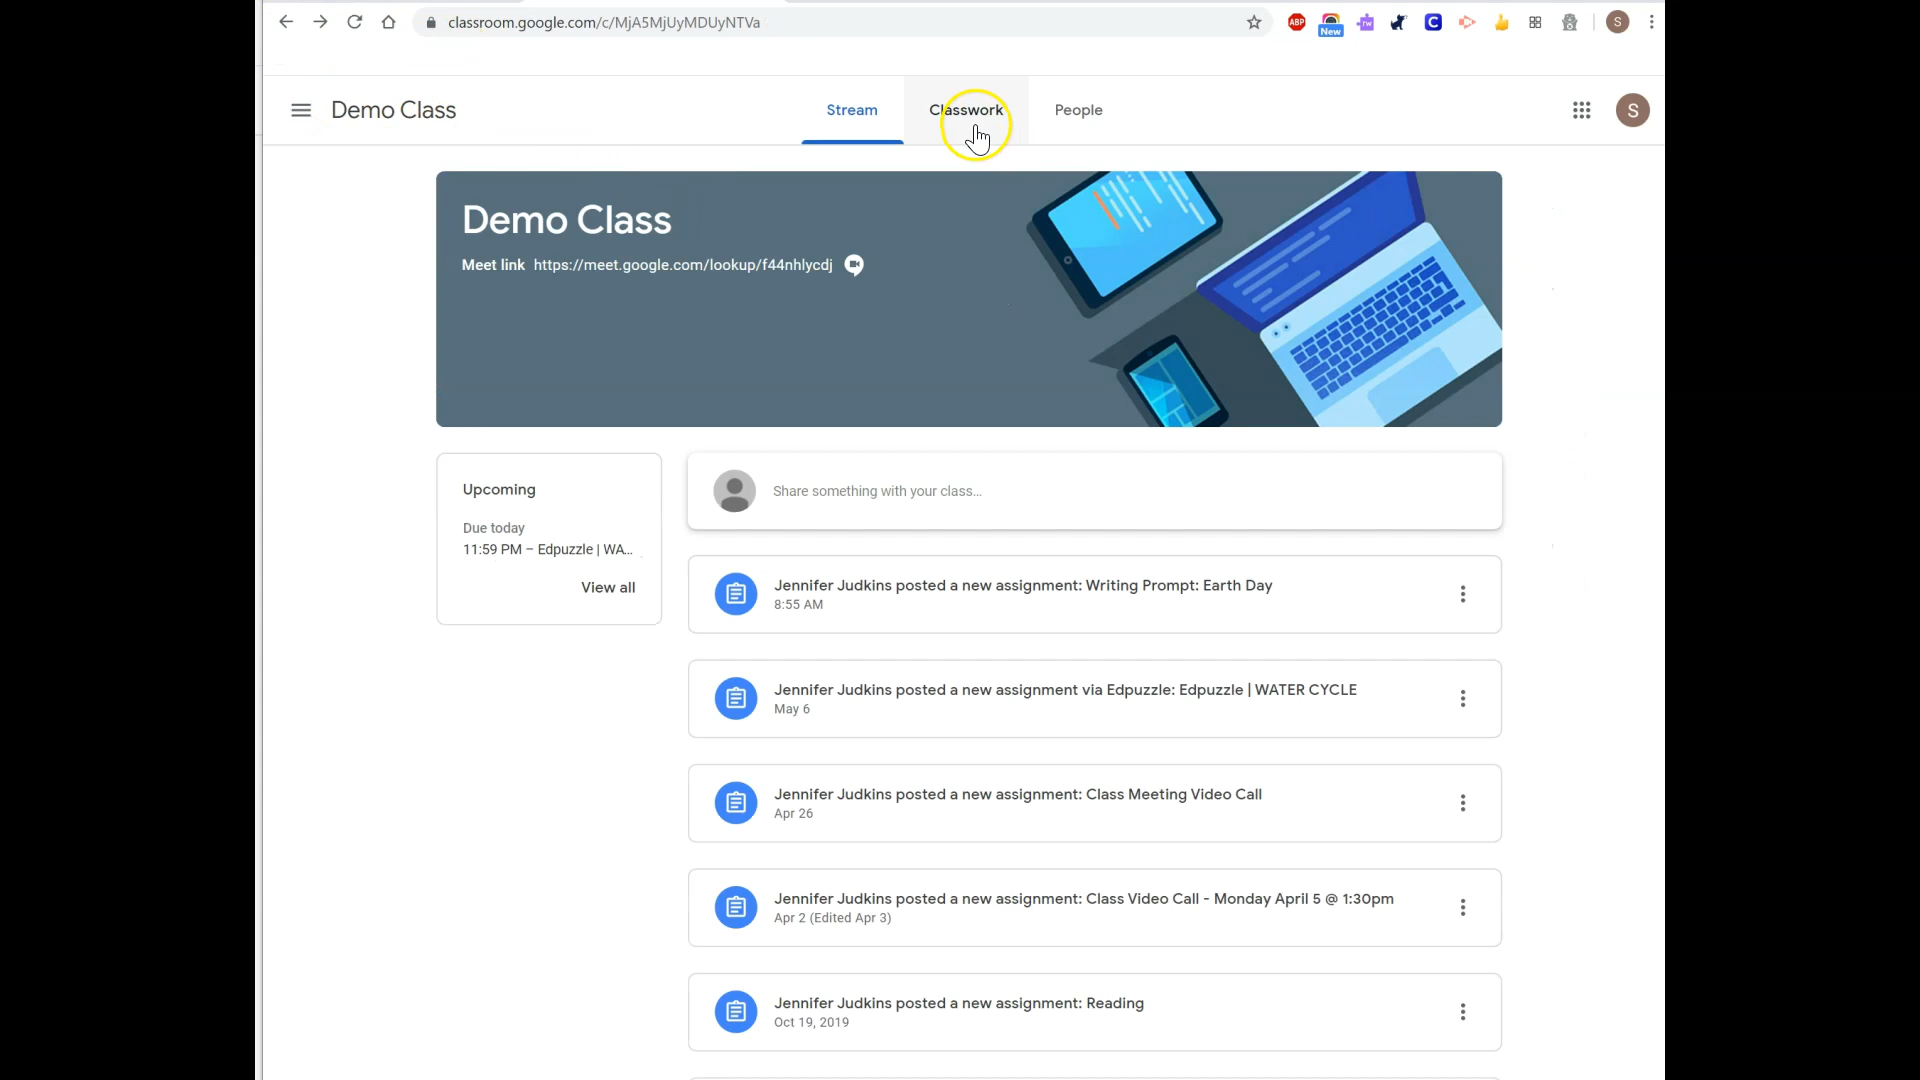 classroom.google.com/c/MjA5MjUyMDUyNTVa
ABP
New
rw
C
S
Demo Class
Stream
Classwork
People
S
Demo Class
Meet link https://meet.google.com/lookup/f44nhlycdj
Upcoming
Due today
11:59 PM – Edpuzzle | WA...
View all
Share something with your class...
Jennifer Judkins posted a new assignment: Writing Prompt: Earth Day
8:55 AM
Jennifer Judkins posted a new assignment via Edpuzzle: Edpuzzle | WATER CYCLE
May 6
Jennifer Judkins posted a new assignment: Class Meeting Video Call
Apr 26
Jennifer Judkins posted a new assignment: Class Video Call - Monday April 5 @ 1:30pm
Apr 2 (Edited Apr 3)
Jennifer Judkins posted a new assignment: Reading
Oct 19, 2019